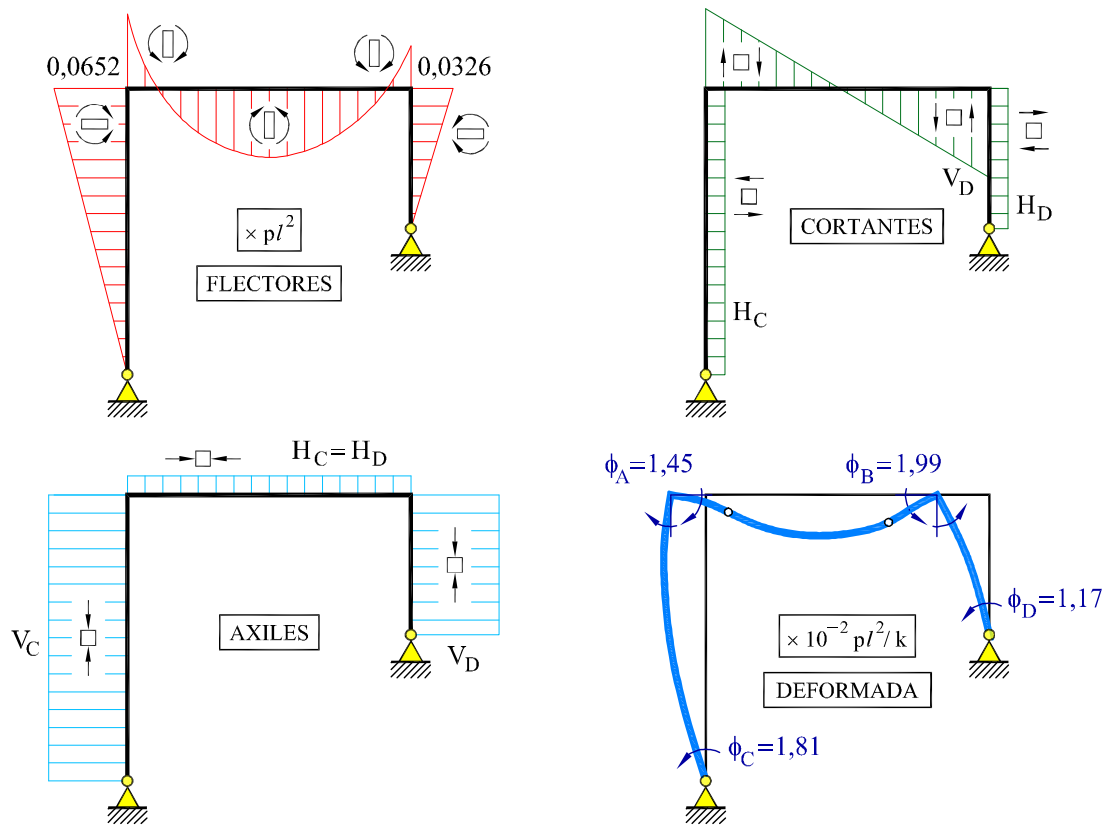 0,0652
0,0326
× pl²
FLECTORES
V_D
H_D
CORTANTES
H_C
H_C=H_D
V_C
AXILES
V_D
ϕ_A=1,45
ϕ_B=1,99
ϕ_D=1,17
× 10⁻² pl²/k
DEFORMADA
ϕ_C=1,81